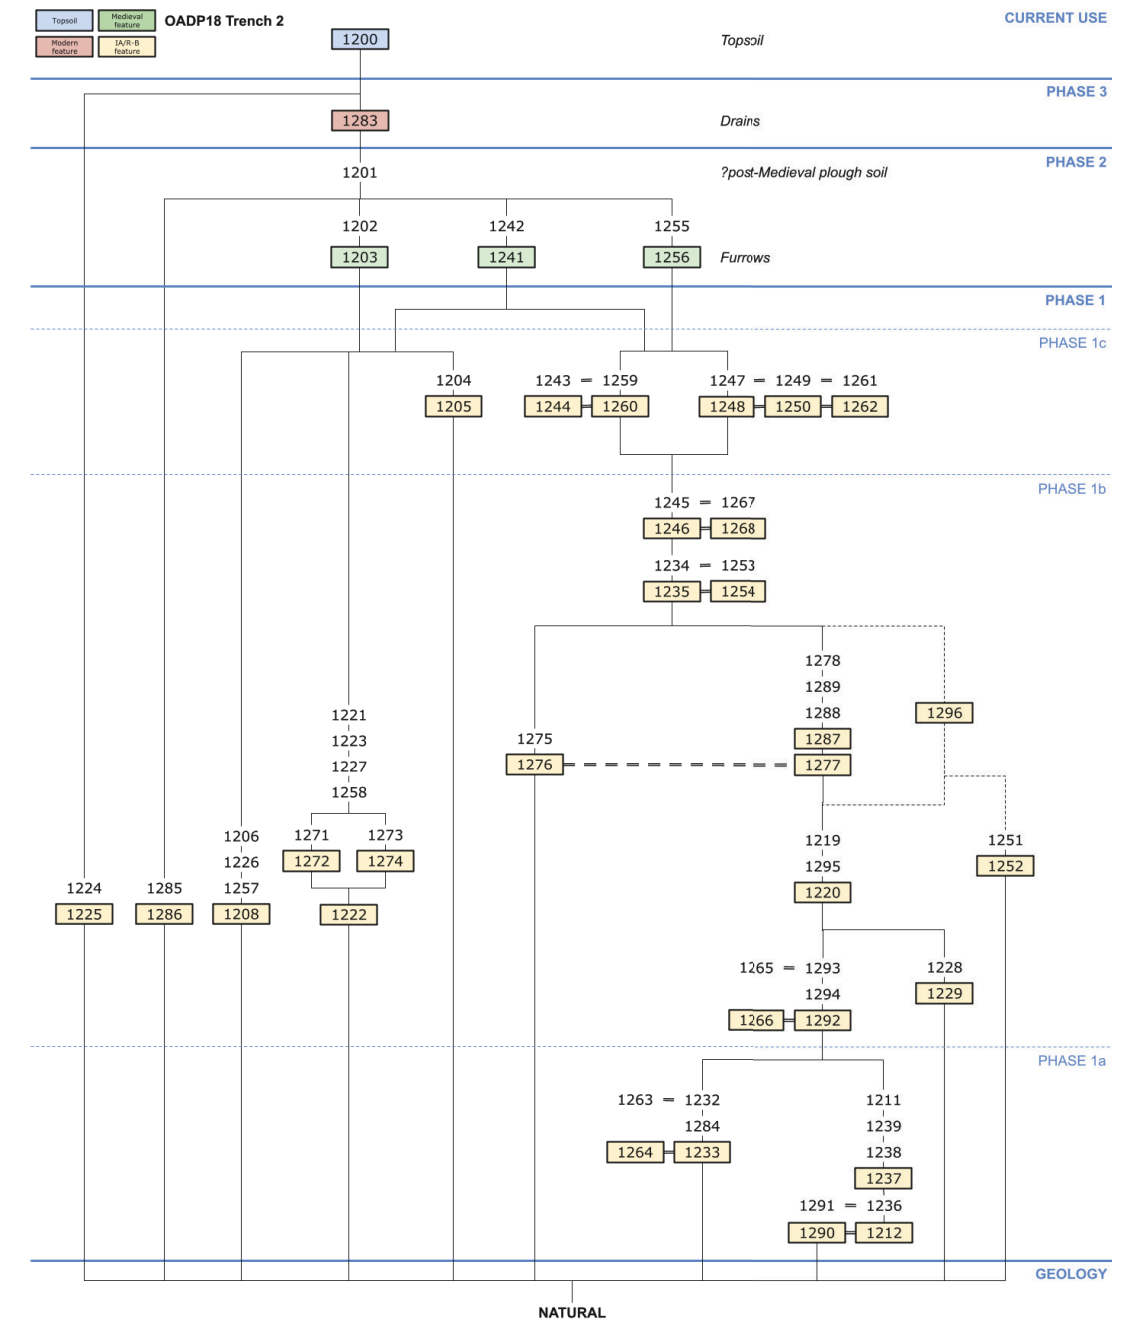 Topsoil
Medieval feature
OADP18 Trench 2
CURRENT USE
Modern feature
IA/R-B feature
1200
Topsoil
PHASE 3
1283
Drains
PHASE 2
1201
?post-Medieval plough soil
1202 1242 1255
1203 1241 1256
Furrows
PHASE 1
PHASE 1c
1204 1243 = 1259 1247 = 1249 = 1261
1205 1244 = 1260 1248 = 1250 = 1262
PHASE 1b
1245 = 1267
1246 = 1268
1234 = 1253
1235 = 1254
1278
1289
1288
1296
1221
1275
1287
1223
1276
1277
1227
1258
1206 1271 1273 1219 1251
1226 1272 1274 1295 1252
1224 1285 1257 1220
1225 1286 1208 1222
1265 = 1293 1228
1294 1229
1266 = 1292
PHASE 1a
1263 = 1232 1211
1284 1239
1264 = 1233 1238
1237
1291 = 1236
1290 = 1212
GEOLOGY
NATURAL